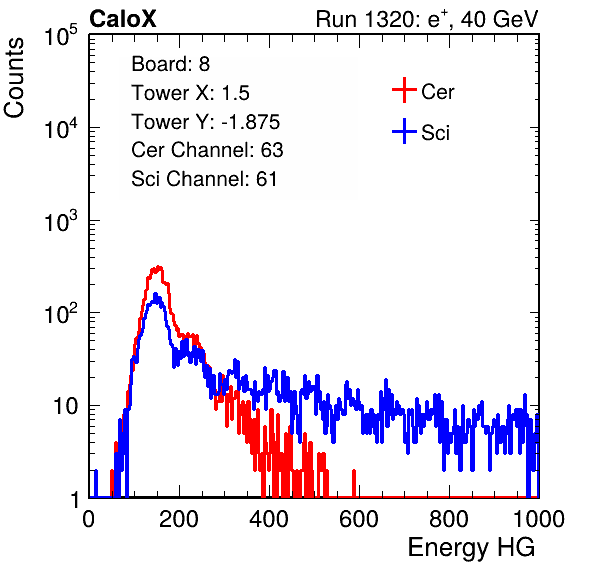 CaloX Run 1320: e⁺, 40 GeV
Counts
10⁵
10⁴
10³
10²
10
1
Board: 8
Tower X: 1.5
Tower Y: -1.875
Cer Channel: 63
Sci Channel: 61
Cer
Sci
0 200 400 600 800 1000
Energy HG